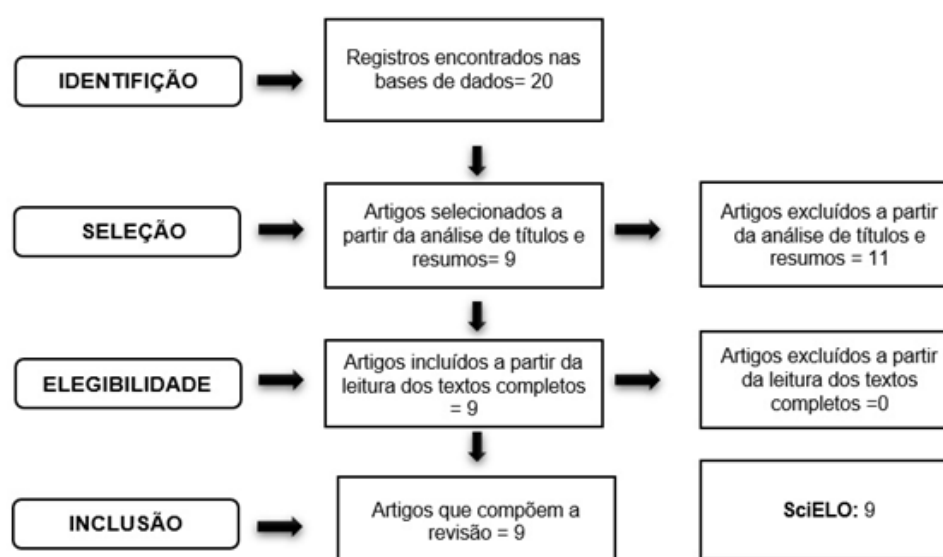 IDENTIFIÇÃO
Registros encontrados nas
bases de dados= 20
SELEÇÃO
Artigos selecionados a
partir da análise de títulos e
resumos= 9
Artigos excluídos a partir
da análise de títulos e
resumos = 11
ELEGIBILIDADE
Artigos incluídos a partir da
leitura dos textos completos
= 9
Artigos excluídos a partir
da leitura dos textos
completos =0
INCLUSÃO
Artigos que compõem a
revisão = 9
SciELO: 9